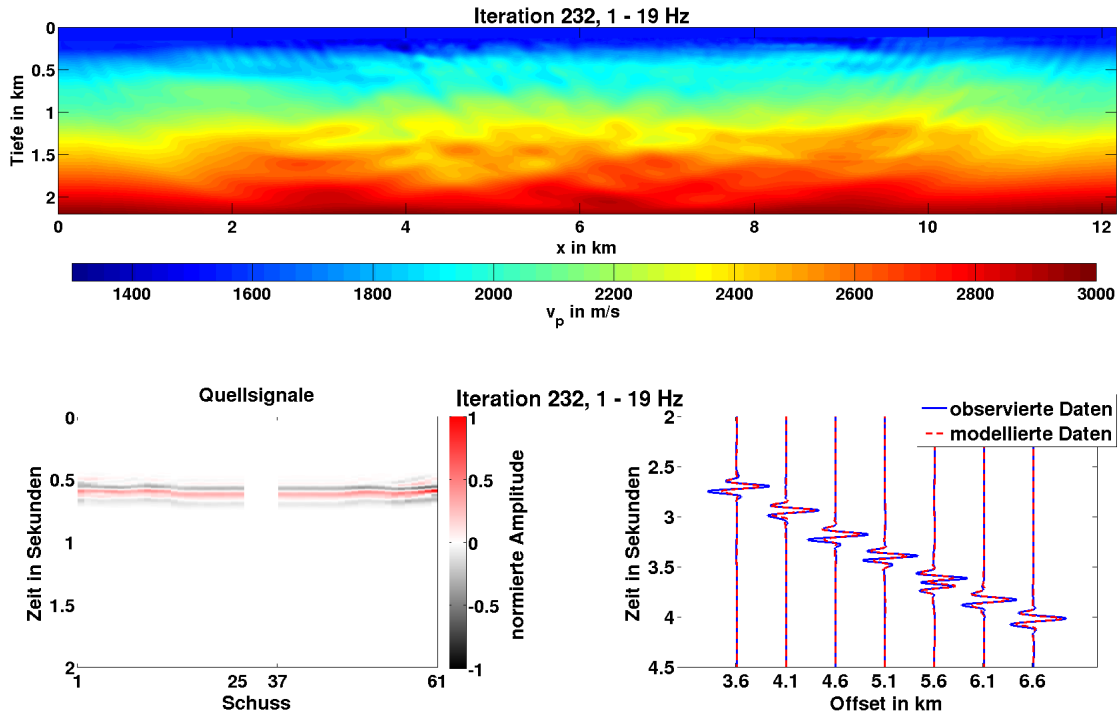 Iteration 232, 1 - 19 Hz
0
0.5
1
1.5
2
Tiefe in km
0 2 4 6 8 10 12
x in km
1400 1600 1800 2000 2200 2400 2600 2800 3000
v_p in m/s
Quellsignale
Iteration 232, 1 - 19 Hz
0
0.5
1
1.5
2
Zeit in Sekunden
1 25 37 61
Schuss
1
0.5
0
-0.5
-1
normierte Amplitude
observierte Daten
modellierte Daten
2
2.5
3
3.5
4
4.5
Zeit in Sekunden
3.6 4.1 4.6 5.1 5.6 6.1 6.6
Offset in km